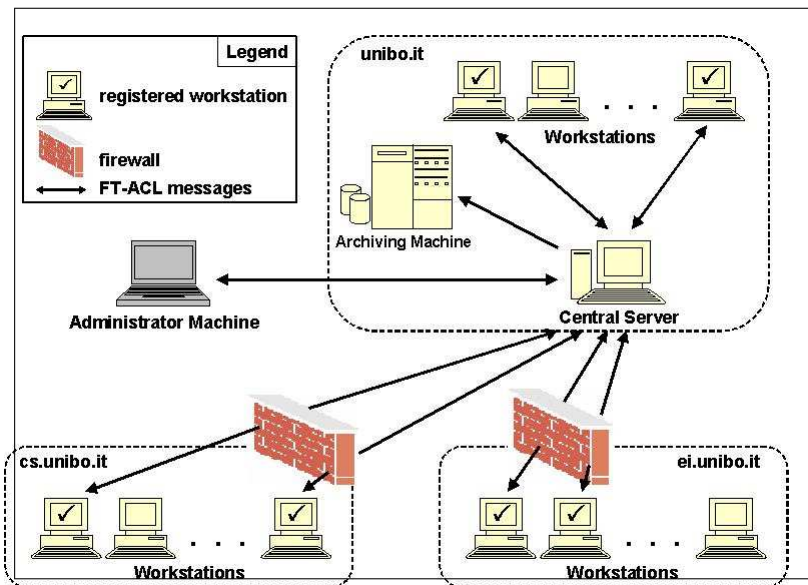 Legend
registered workstation
firewall
FT-ACL messages
unibo.it
Workstations
Archiving Machine
Administrator Machine
Central Server
cs.unibo.it
ei.unibo.it
Workstations
Workstations